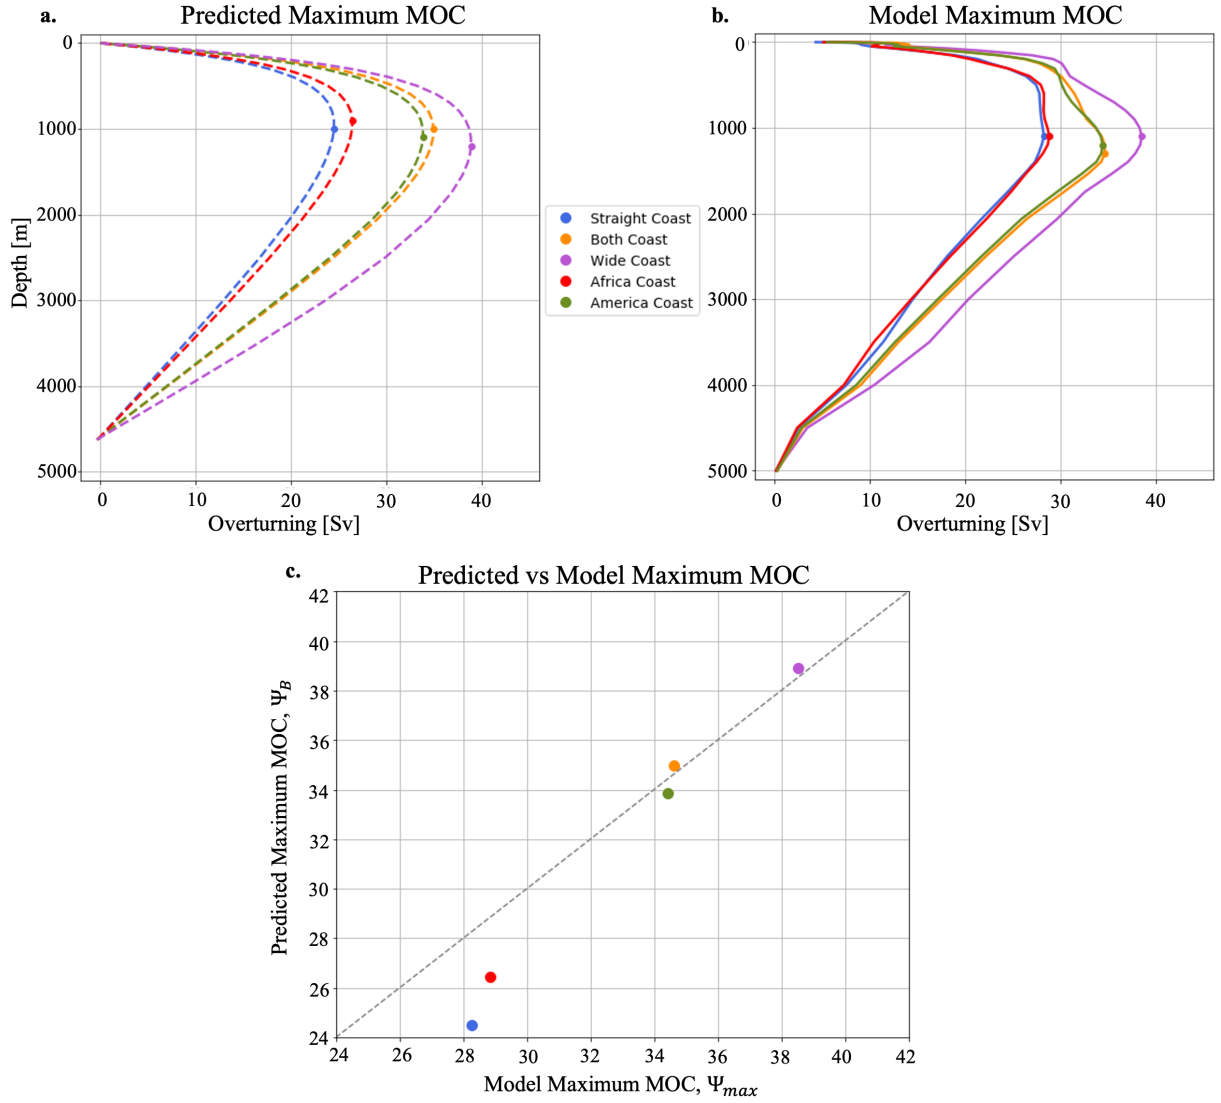 a.
Predicted Maximum MOC
0
1000
2000
3000
4000
5000
Depth [m]
0 10 20 30 40
Overturning [Sv]
Straight Coast
Both Coast
Wide Coast
Africa Coast
America Coast
b.
Model Maximum MOC
0
1000
2000
3000
4000
5000
0 10 20 30 40
Overturning [Sv]
c.
Predicted vs Model Maximum MOC
42
40
38
36
34
32
30
28
26
24
Predicted Maximum MOC, Ψ_B
24 26 28 30 32 34 36 38 40 42
Model Maximum MOC, Ψ_max